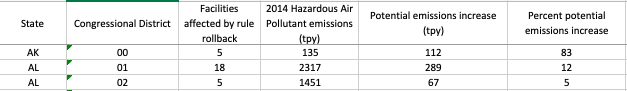 State Congressional District Facilities affected by rule rollback 2014 Hazardous Air Pollutant emissions (tpy) Potential emissions increase (tpy) Percent potential emissions increase
AK 00 5 135 112 83
AL 01 18 2317 289 12
AL 02 5 1451 67 5